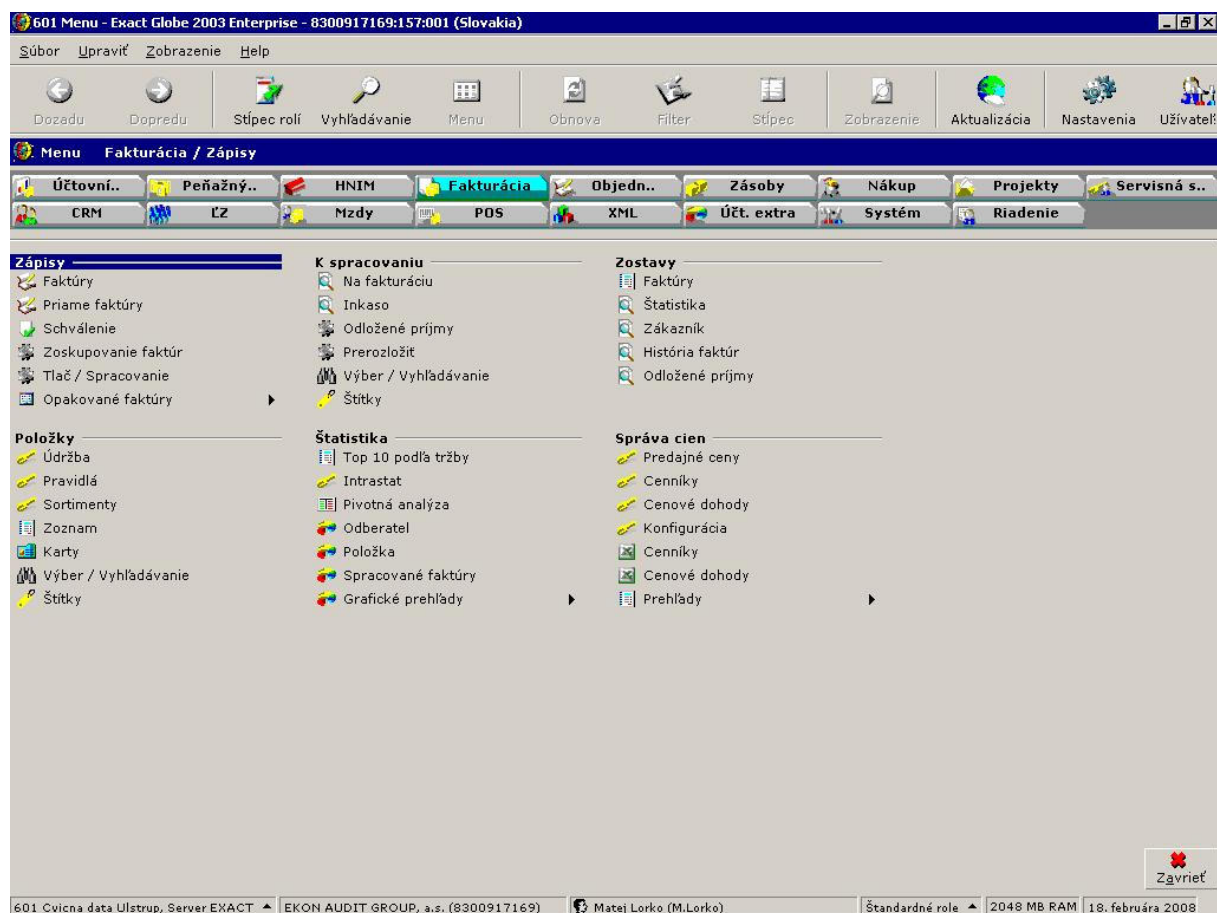 601 Menu - Exact Globe 2003 Enterprise - 8300917169:157:001 (Slovakia)
Súbor Upraviť Zobrazenie Help
Dozadu Dopredu Stĺpec rolí Vyhľadávanie Menu Obnova Filter Stĺpec Zobrazenie Aktualizácia Nastavenia Užívateľ
Menu Fakturácia / Zápisy
Účtovní.. Peňažný.. HNIM Fakturácia Objedn.. Zásoby Nákup Projekty Servisná s..
CRM ĽZ Mzdy POS XML Účt. extra Systém Riadenie
Zápisy
Faktúry
Priame faktúry
Schválenie
Zoskupovanie faktúr
Tlač / Spracovanie
Opakované faktúry
K spracovaniu
Na fakturáciu
Inkaso
Odložené príjmy
Prerozložiť
Výber / Vyhľadávanie
Štítky
Zostavy
Faktúry
Štatistika
Zákazník
História faktúr
Odložené príjmy
Položky
Údržba
Pravidlá
Sortimenty
Zoznam
Karty
Výber / Vyhľadávanie
Štítky
Štatistika
Top 10 podľa tržby
Intrastat
Pivotná analýza
Odberatel
Položka
Spracované faktúry
Grafické prehľady
Správa cien
Predajné ceny
Cenníky
Cenové dohody
Konfigurácia
Cenníky
Cenové dohody
Prehľady
Zavrieť
601 Cvicna data Ulstrup, Server EXACT EKON AUDIT GROUP, a.s. (8300917169) Matej Lorko (M.Lorko) Štandardné role 2048 MB RAM 18. februára 2008